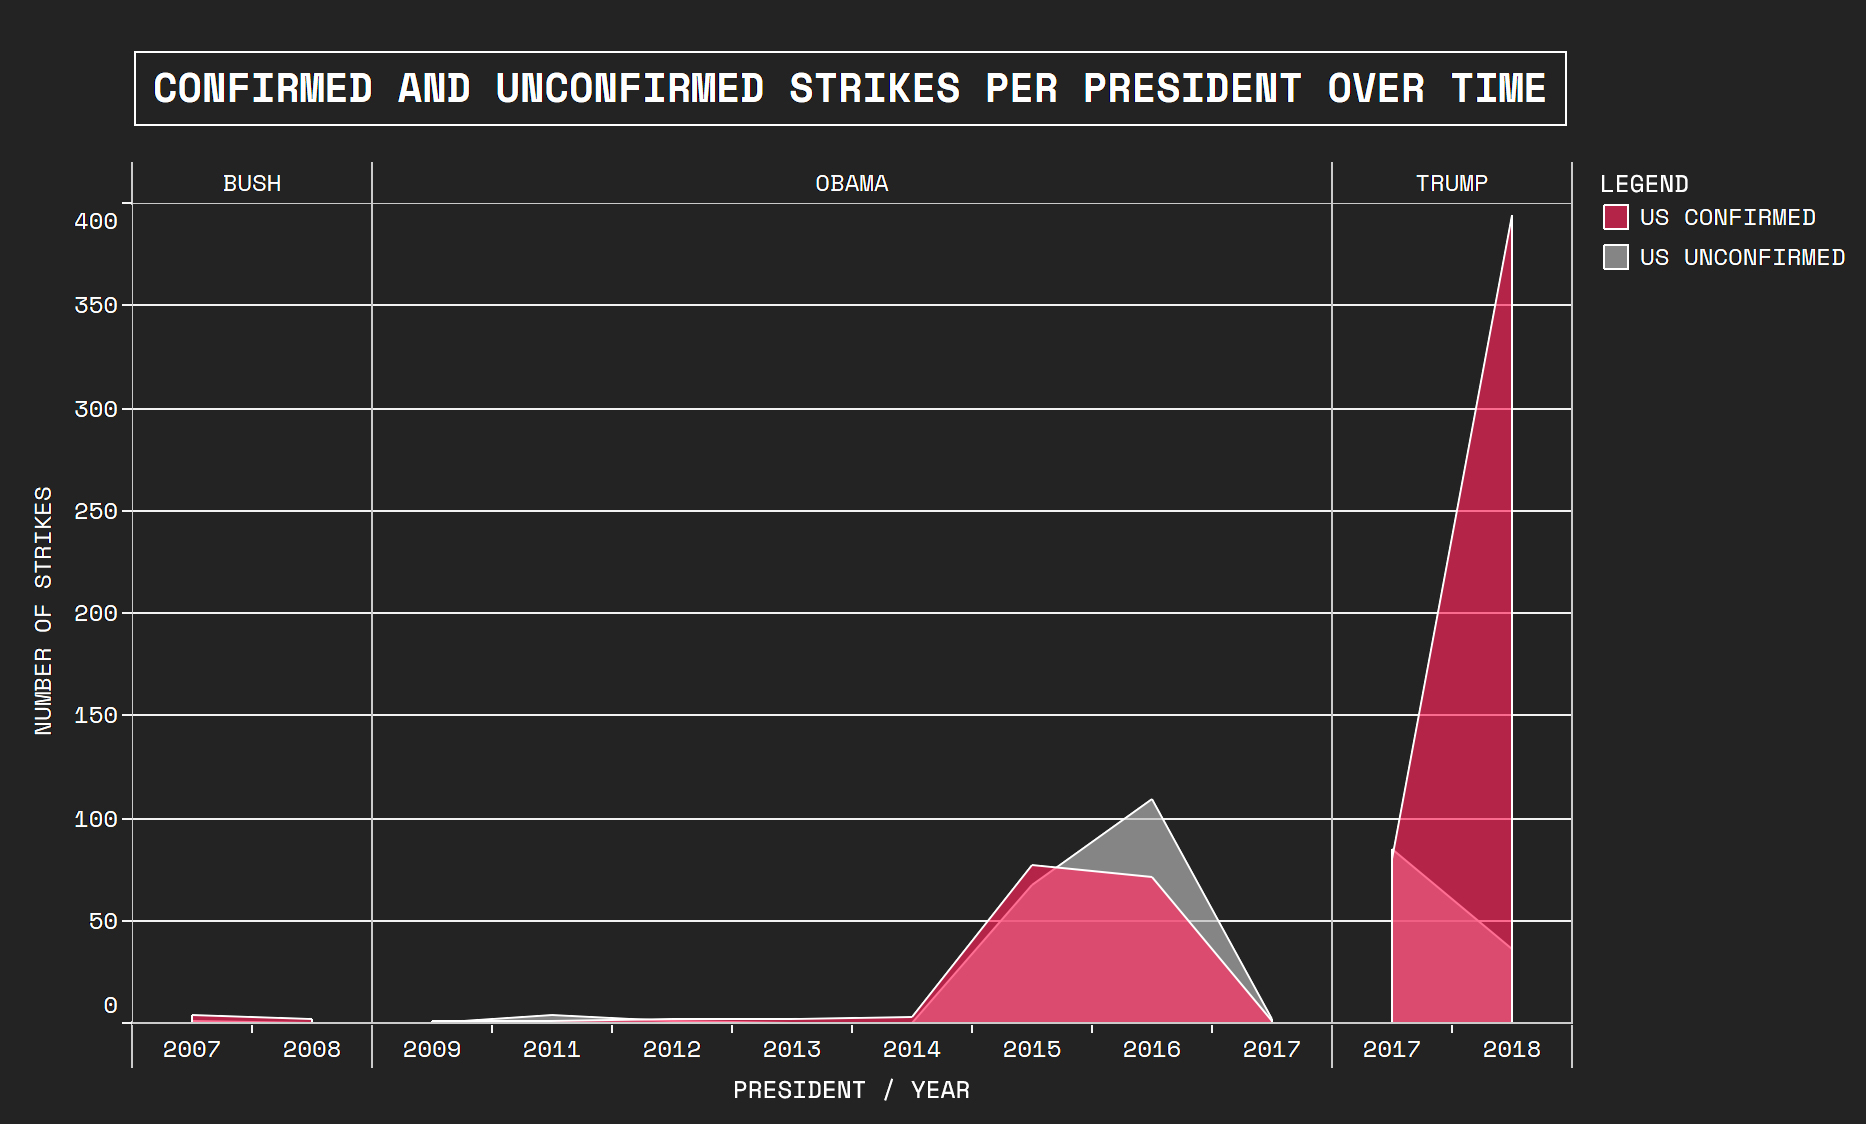 CONFIRMED AND UNCONFIRMED STRIKES PER PRESIDENT OVER TIME
BUSH
OBAMA
TRUMP
LEGEND
US CONFIRMED
US UNCONFIRMED
400
350
300
250
200
150
100
50
0
NUMBER OF STRIKES
2007 2008 2009 2011 2012 2013 2014 2015 2016 2017 2017 2018
PRESIDENT / YEAR